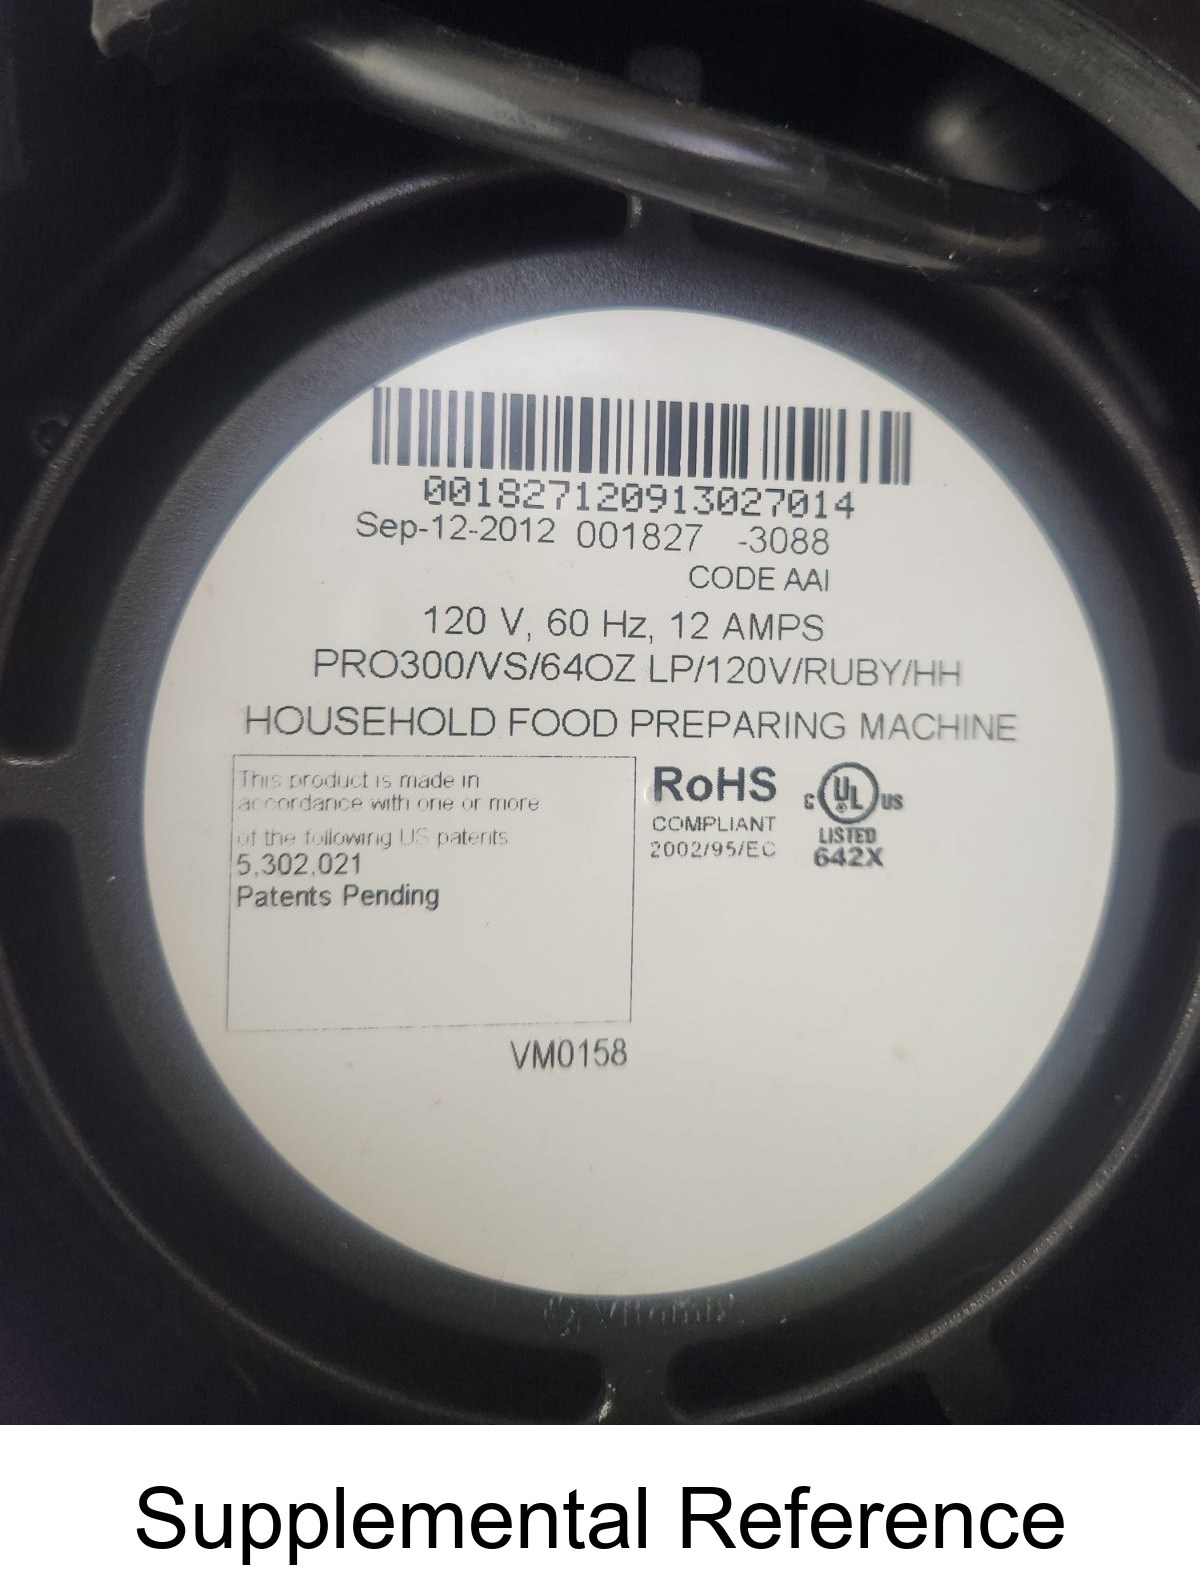 001827120913027014
Sep-12-2012 001827 -3088
CODE AAI
120 V, 60 Hz, 12 AMPS
PRO300/VS/64OZ LP/120V/RUBY/HH
HOUSEHOLD FOOD PREPARING MACHINE
This product is made in
accordance with one or more
of the following US patents
5,302,021
Patents Pending
RoHS
COMPLIANT
2002/95/EC
C UL US
®
LISTED
642X
VM0158
Vitamix
Supplemental Reference